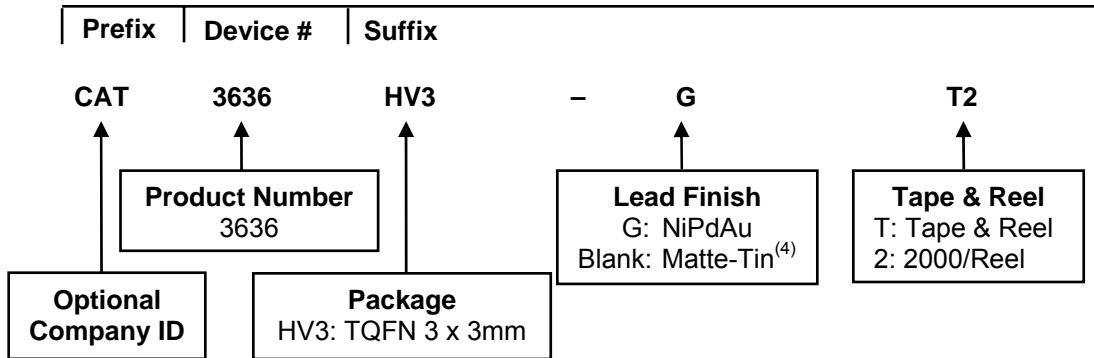 Prefix Device # Suffix
CAT 3636 HV3 – G T2
Product Number
3636
Lead Finish
G: NiPdAu
Blank: Matte-Tin(4)
Tape & Reel
T: Tape & Reel
2: 2000/Reel
Optional
Company ID
Package
HV3: TQFN 3 x 3mm